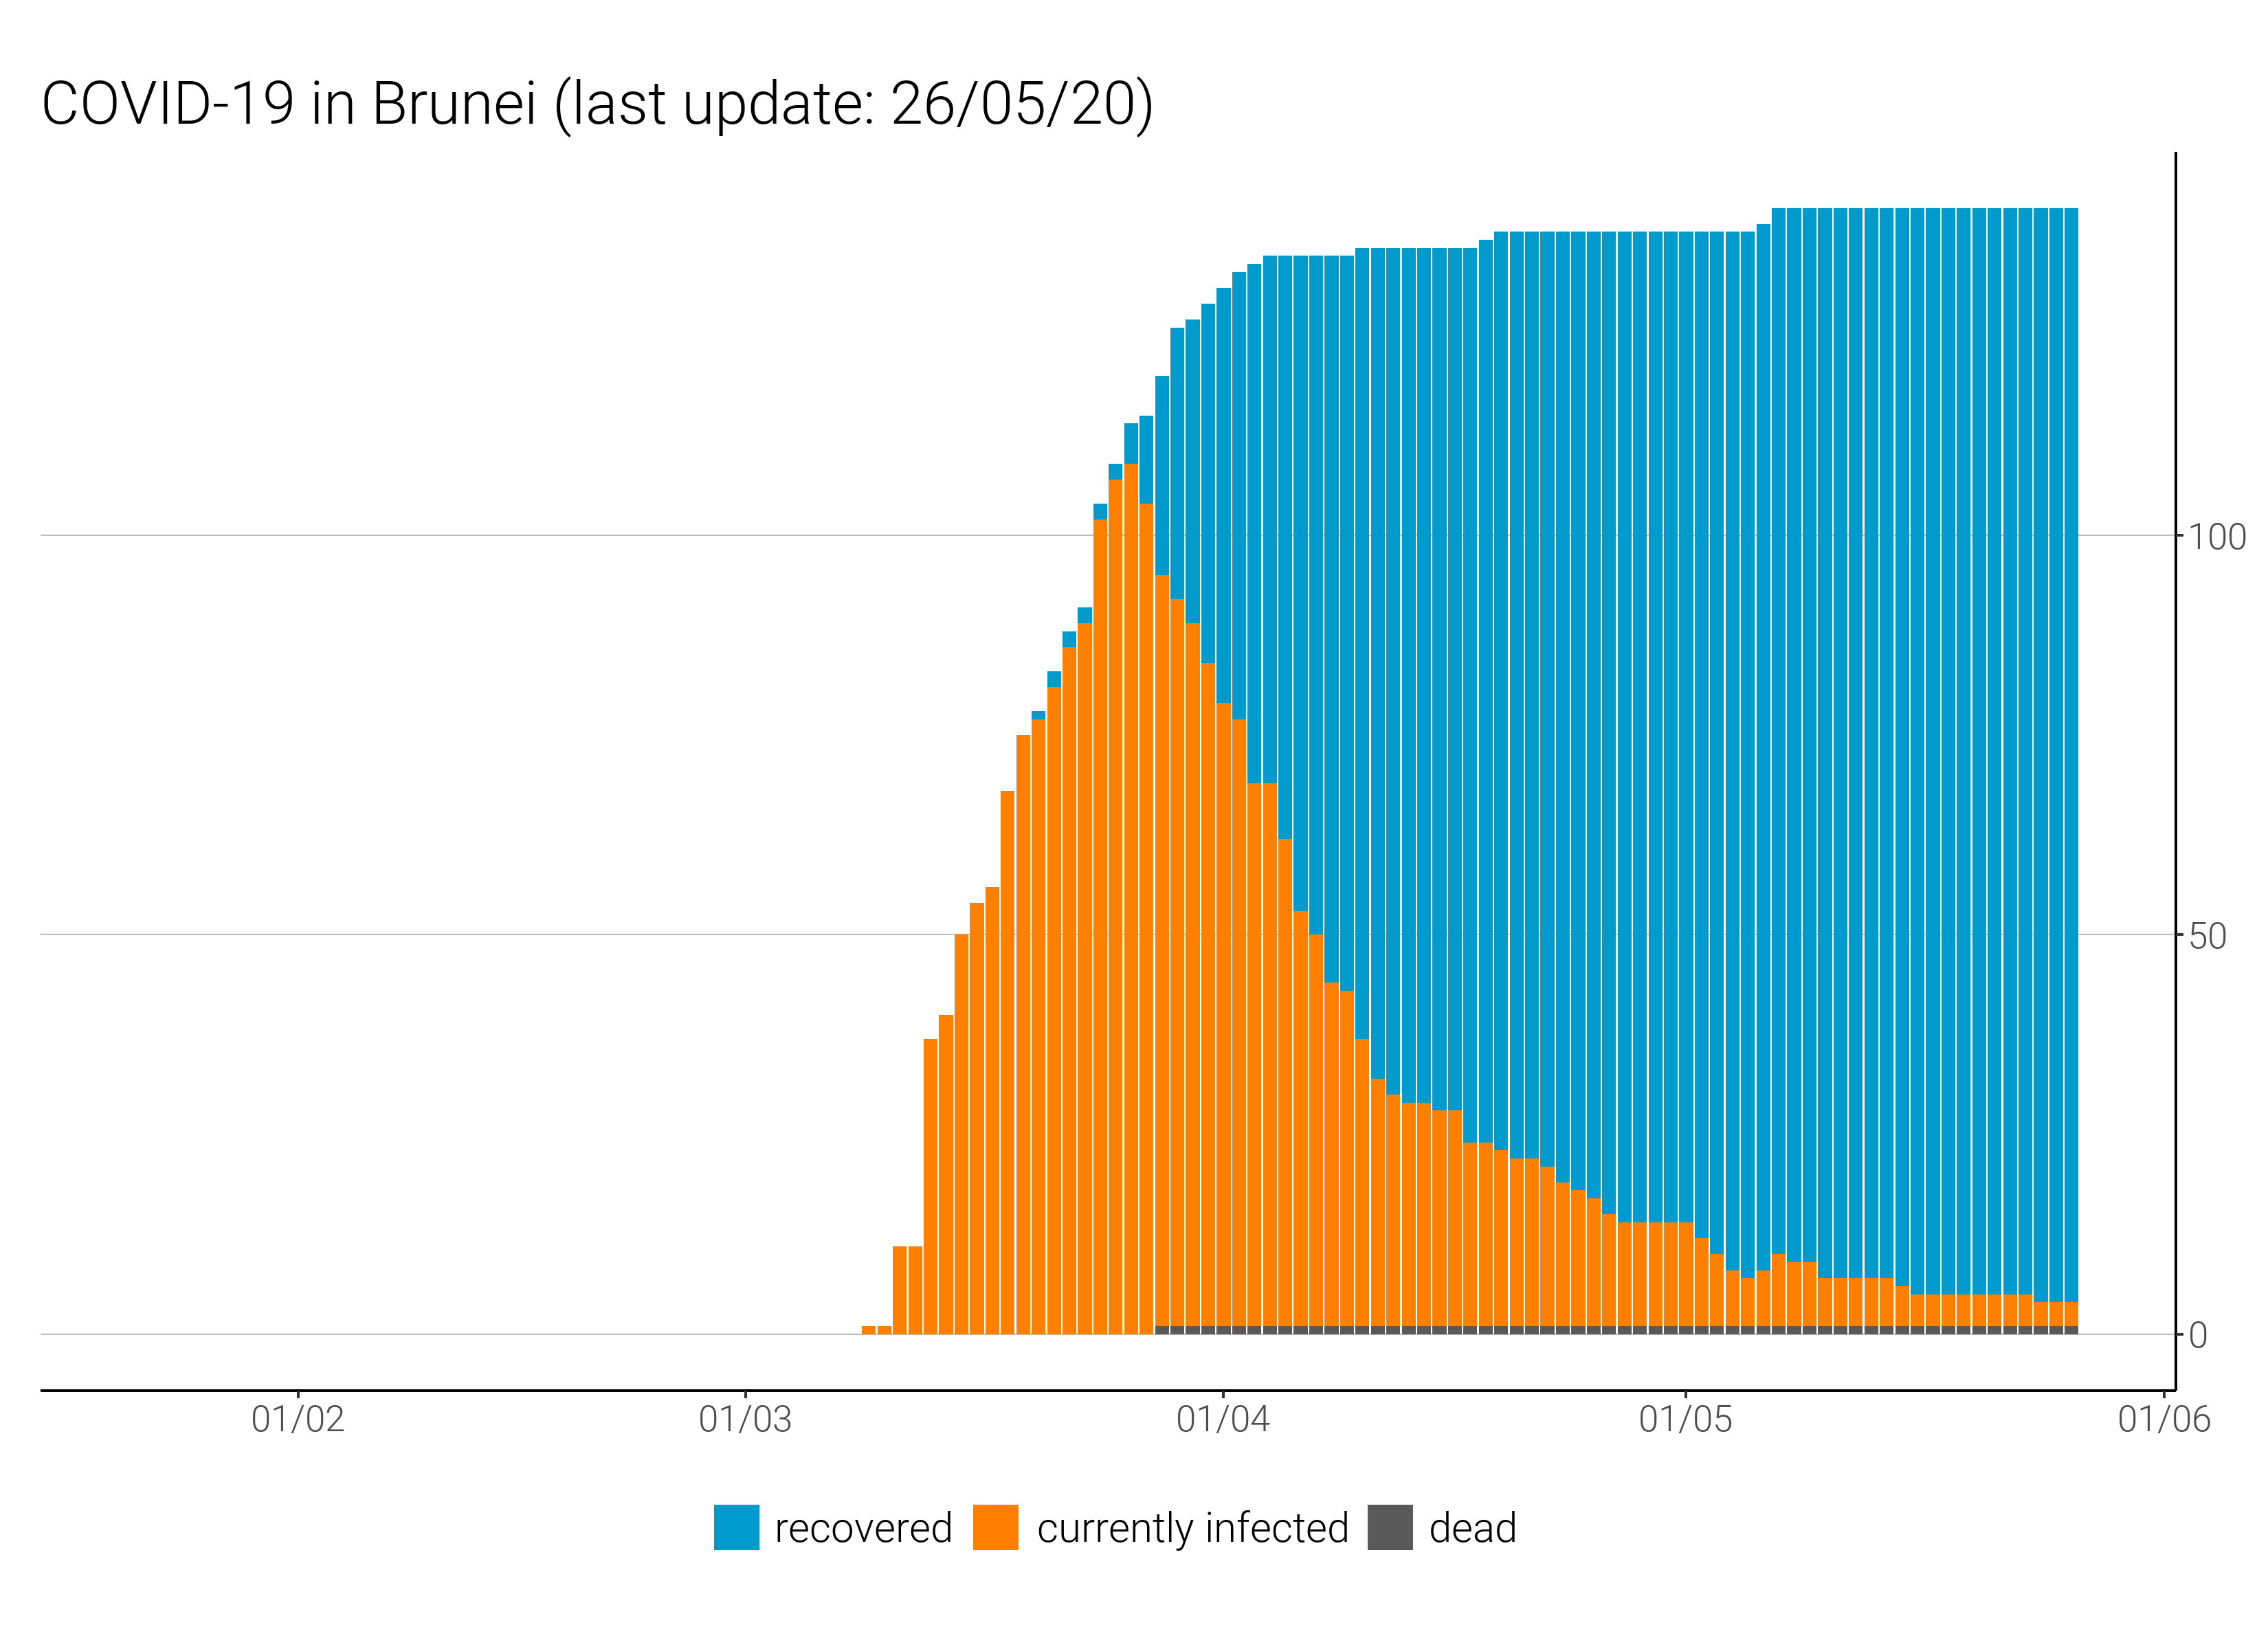 COVID-19 in Brunei (last update: 26/05/20)
100
50
0
01/02 01/03 01/04 01/05 01/06
recovered currently infected dead